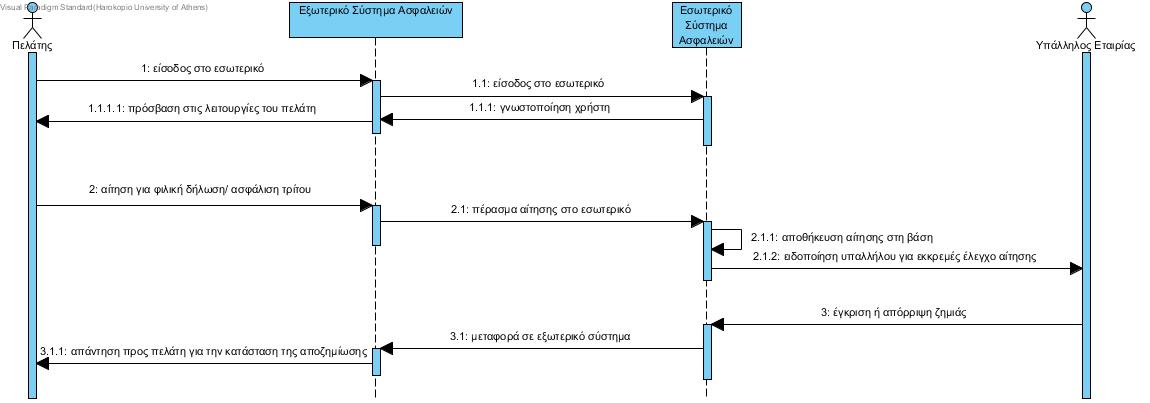 Visual Paradigm Standard(Harokopio University of Athens)
Εξωτερικό Σύστημα Ασφαλειών
Εσωτερικό
Σύστημα
Ασφαλειών
Πελάτης
Υπάλληλος Εταιρίας
1: είσοδος στο εσωτερικό
1.1: είσοδος στο εσωτερικό
1.1.1: γνωστοποίηση χρήστη
1.1.1.1: πρόσβαση στις λειτουργίες του πελάτη
2: αίτηση για φιλική δήλωση/ ασφάλιση τρίτου
2.1: πέρασμα αίτησης στο εσωτερικό
2.1.1: αποθήκευση αίτησης στη βάση
2.1.2: ειδοποίηση υπαλλήλου για εκκρεμές έλεγχο αίτησης
3: έγκριση ή απόρριψη ζημιάς
3.1: μεταφορά σε εξωτερικό σύστημα
3.1.1: απάντηση προς πελάτη για την κατάσταση της αποζημίωσης